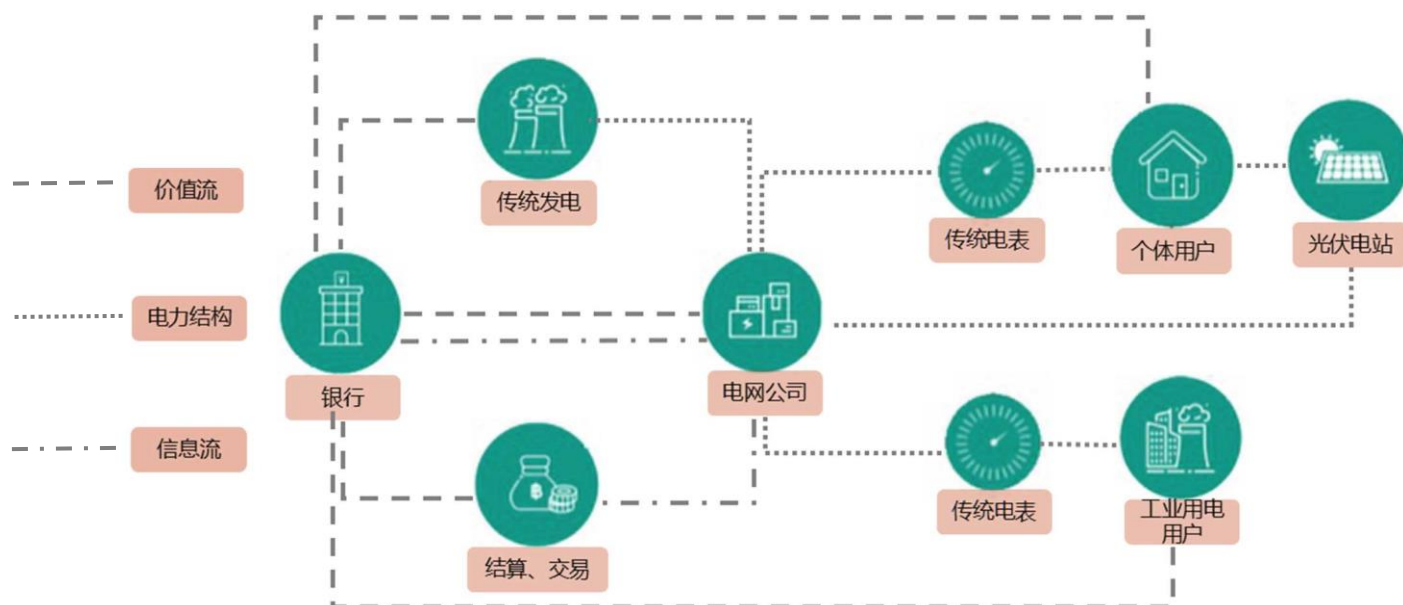 价值流
电力结构
信息流
传统发电
传统电表
个体用户
光伏电站
银行
电网公司
结算、交易
传统电表
工业用电
用户